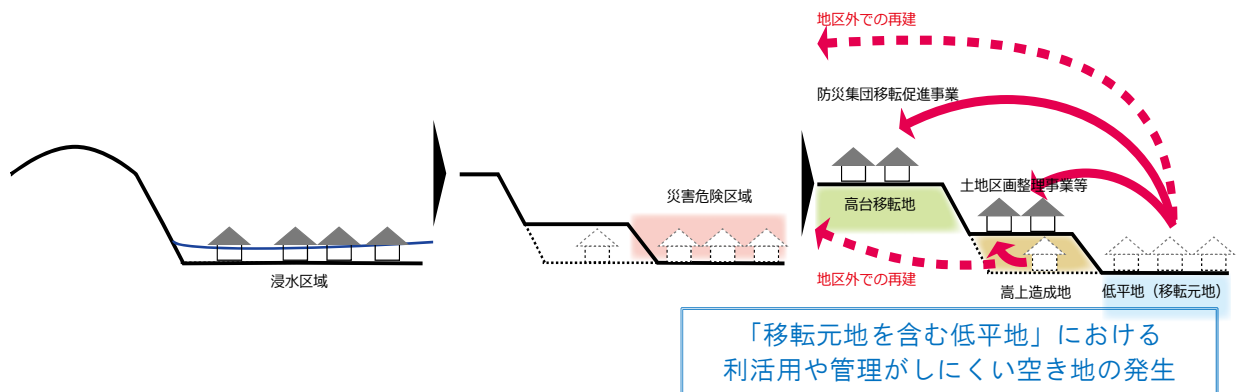 浸水区域
災害危険区域
地区外での再建
防災集団移転促進事業
土地区画整理事業等
高台移転地
地区外での再建
嵩上造成地
低平地（移転元地）
「移転元地を含む低平地」における
利活用や管理がしにくい空き地の発生